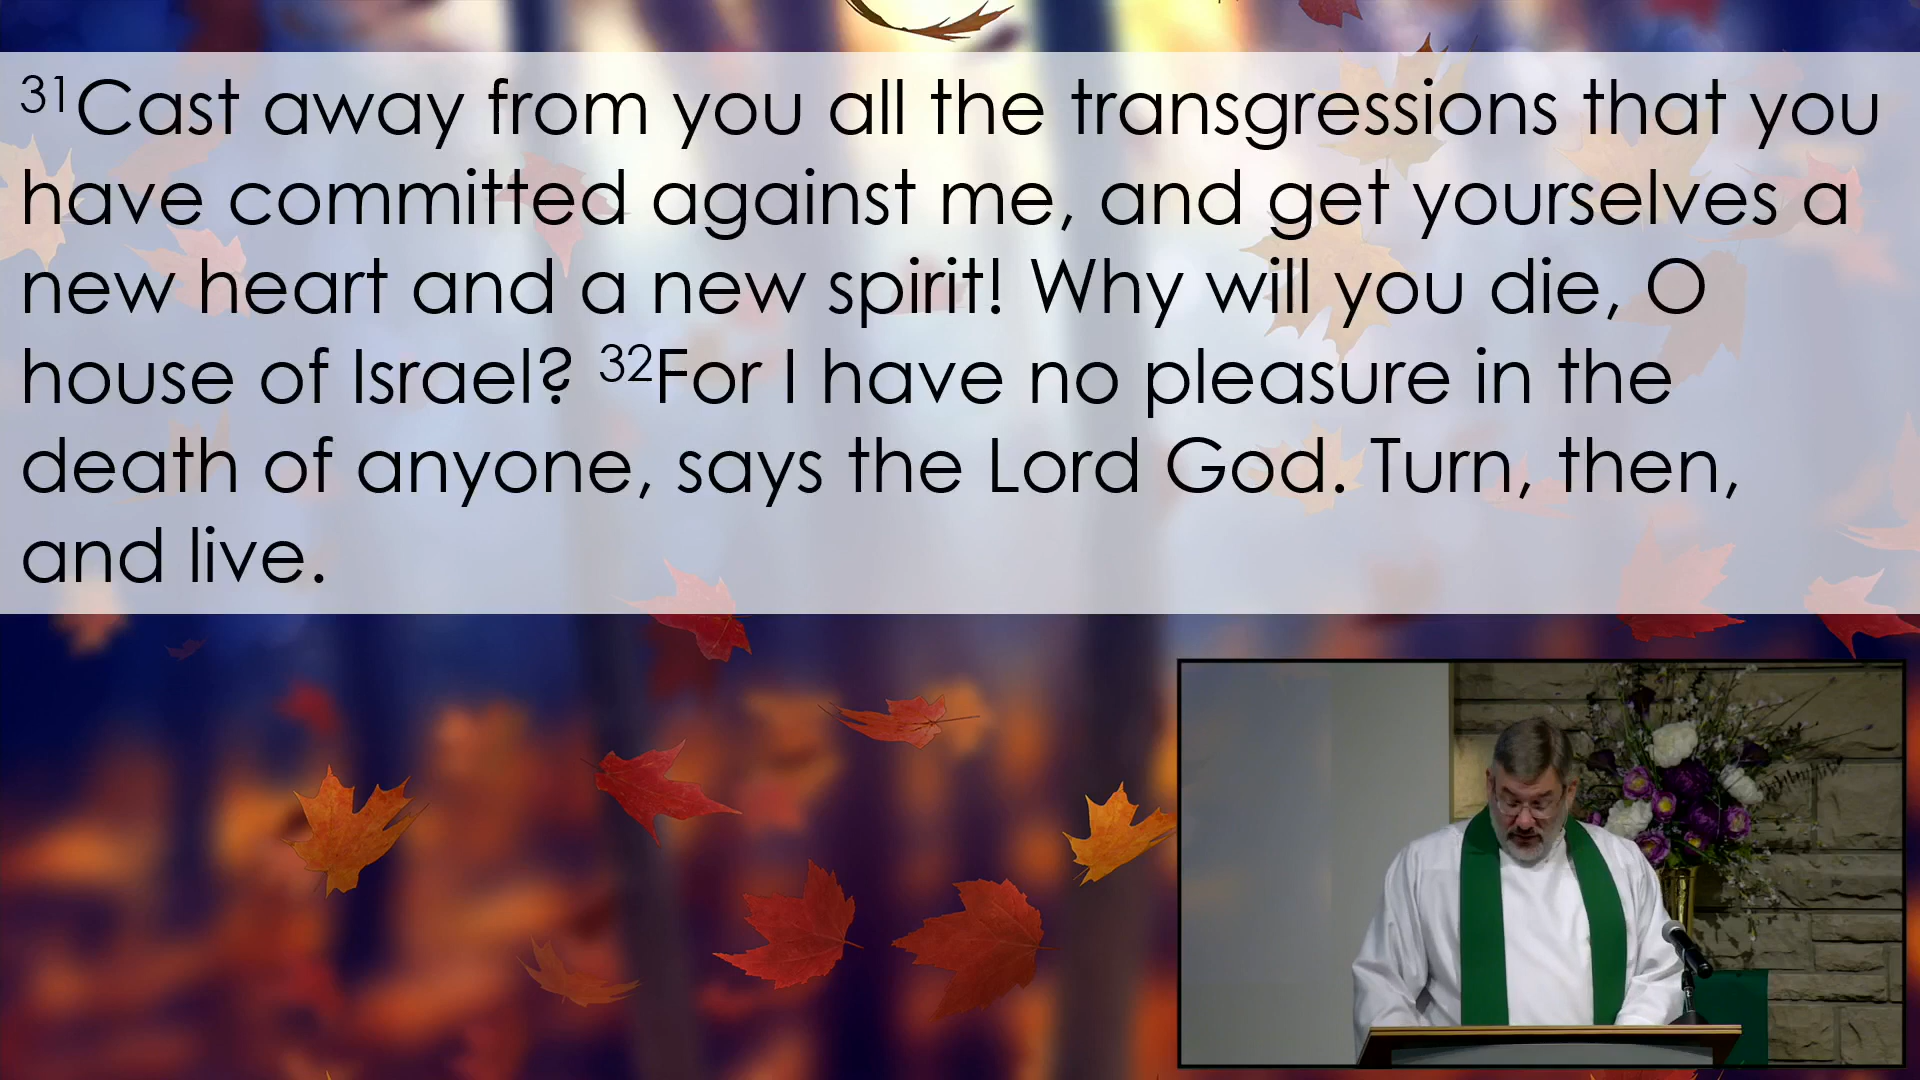 31Cast away from you all the transgressions that you
have committed against me, and get yourselves a
new heart and a new spirit! Why will you die, O
house of Israel? 32For I have no pleasure in the
death of anyone, says the Lord God. Turn, then,
and live.